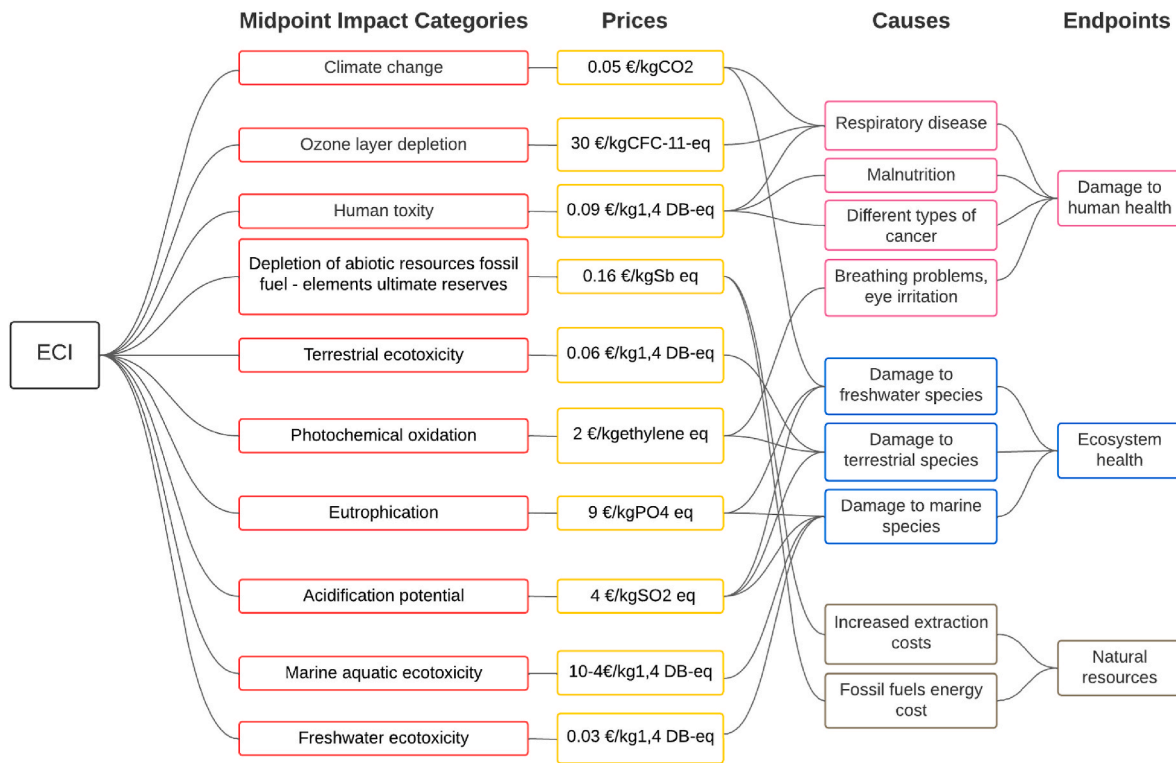 Midpoint Impact Categories
Prices
Causes
Endpoints
ECI
Climate change
0.05 €/kgCO2
Ozone layer depletion
30 €/kgCFC-11-eq
Human toxity
0.09 €/kg1,4 DB-eq
Depletion of abiotic resources fossil
fuel - elements ultimate reserves
0.16 €/kgSb eq
Terrestrial ecotoxicity
0.06 €/kg1,4 DB-eq
Photochemical oxidation
2 €/kgethylene eq
Eutrophication
9 €/kgPO4 eq
Acidification potential
4 €/kgSO2 eq
Marine aquatic ecotoxicity
10-4€/kg1,4 DB-eq
Freshwater ecotoxicity
0.03 €/kg1,4 DB-eq
Respiratory disease
Malnutrition
Different types of
cancer
Breathing problems,
eye irritation
Damage to
freshwater species
Damage to
terrestrial species
Damage to marine
species
Increased extraction
costs
Fossil fuels energy
cost
Damage to
human health
Ecosystem
health
Natural
resources